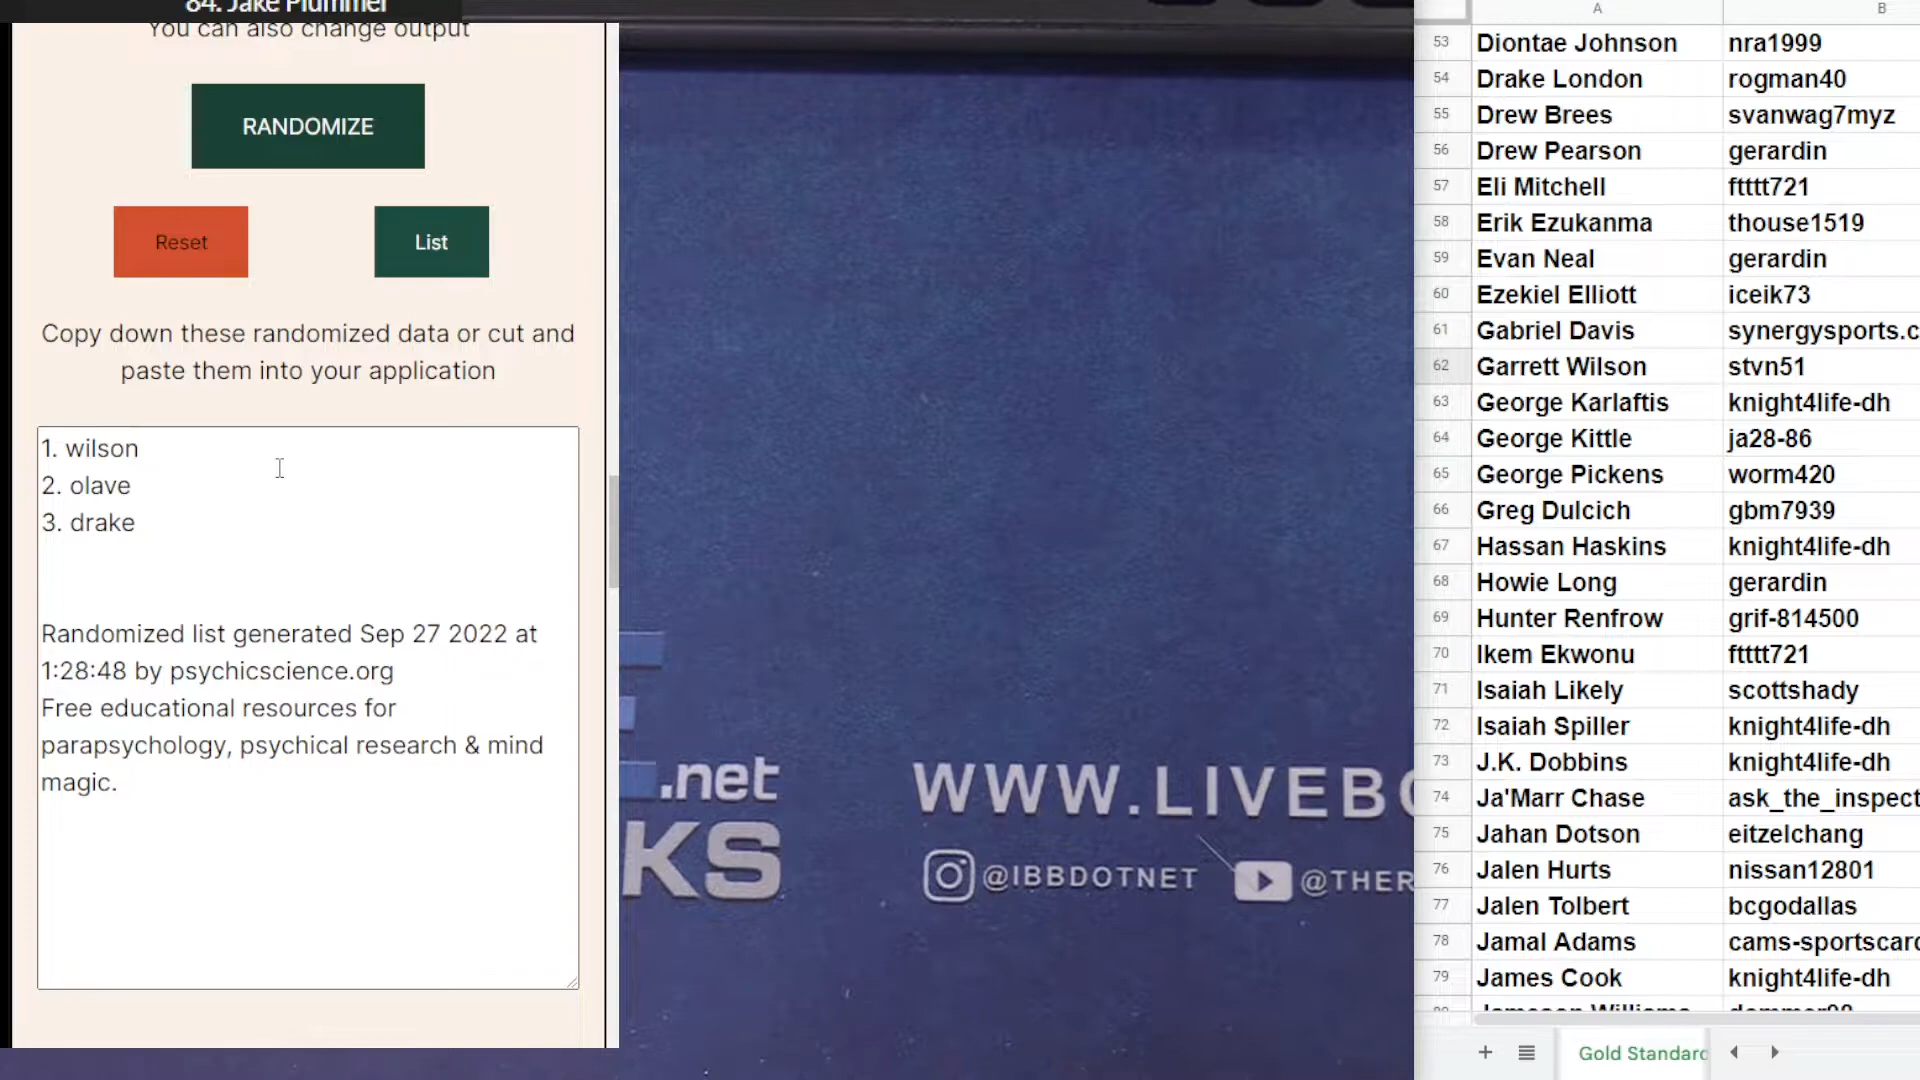 84. Jake Plummer
You can also change output
RANDOMIZE
Reset
List
Copy down these randomized data or cut and
paste them into your application
1. wilson
2. olave
3. drake
Randomized list generated Sep 27 2022 at
1:28:48 by psychicscience.org
Free educational resources for
parapsychology, psychical research & mind
magic.
.net
KS
WWW.LIVEB
@IBBDOTNET
@THER
A B
53 Diontae Johnson nra1999
54 Drake London rogman40
55 Drew Brees svanwag7myz
56 Drew Pearson gerardin
57 Eli Mitchell fttttt721
58 Erik Ezukanma thouse1519
59 Evan Neal gerardin
60 Ezekiel Elliott iceik73
61 Gabriel Davis synergysports.c
62 Garrett Wilson stvn51
63 George Karlaftis knight4life-dh
64 George Kittle ja28-86
65 George Pickens worm420
66 Greg Dulcich gbm7939
67 Hassan Haskins knight4life-dh
68 Howie Long gerardin
69 Hunter Renfrow grif-814500
70 Ikem Ekwonu fttttt721
71 Isaiah Likely scottshady
72 Isaiah Spiller knight4life-dh
73 J.K. Dobbins knight4life-dh
74 Ja'Marr Chase ask_the_inspect
75 Jahan Dotson eitzelchang
76 Jalen Hurts nissan12801
77 Jalen Tolbert bcgodallas
78 Jamal Adams cams-sportscard
79 James Cook knight4life-dh
Gold Standard